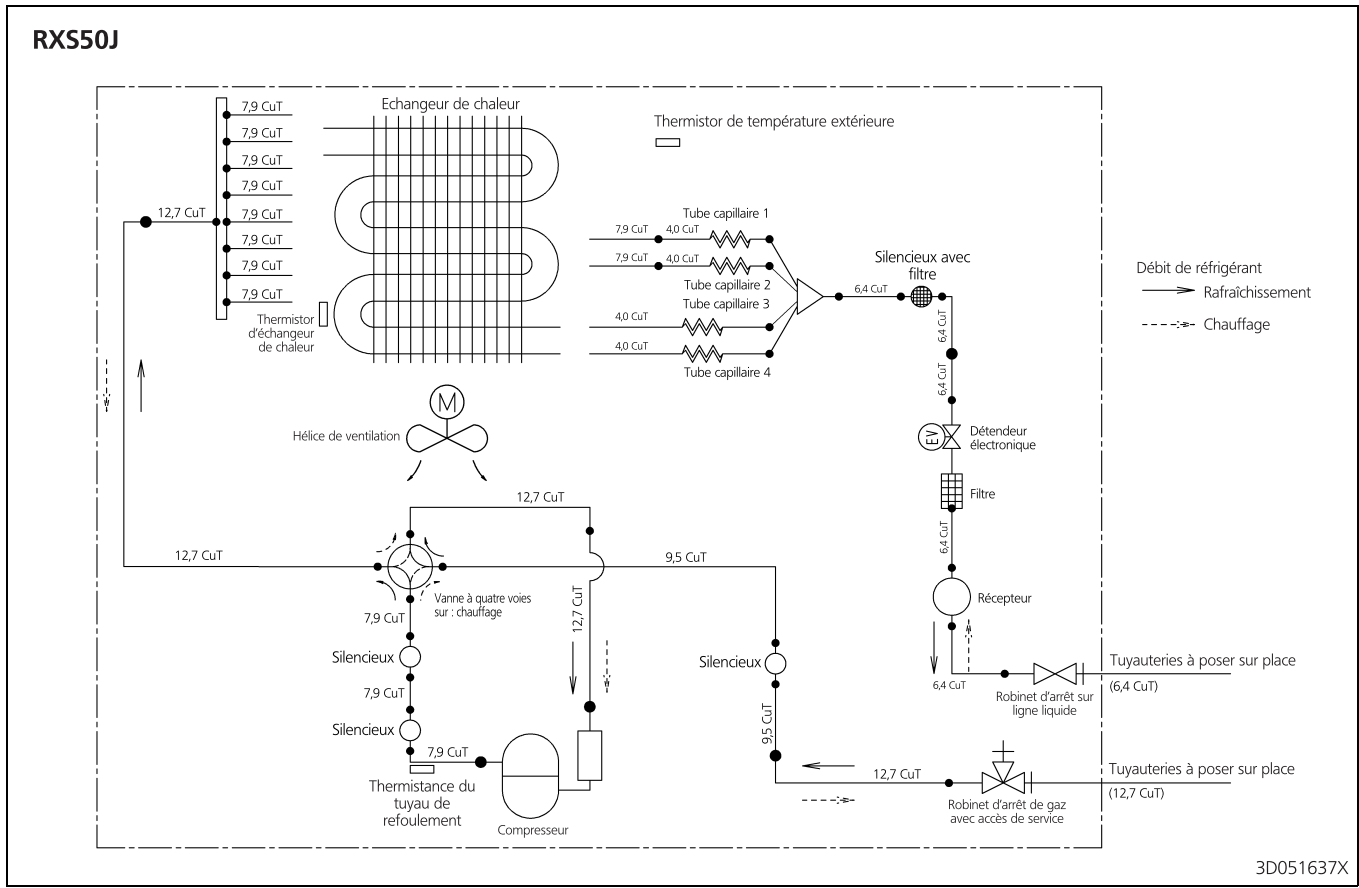 RXS50J
Echangeur de chaleur
Thermistor de température extérieure
7,9 CuT
7,9 CuT
7,9 CuT
7,9 CuT
7,9 CuT
7,9 CuT
7,9 CuT
7,9 CuT
12,7 CuT
Thermistor
d'échangeur
de chaleur
Tube capillaire 1
7,9 CuT
4,0 CuT
7,9 CuT
4,0 CuT
Tube capillaire 2
Tube capillaire 3
4,0 CuT
4,0 CuT
Tube capillaire 4
Silencieux avec
filtre
6,4 CuT
6,4 CuT
6,4 CuT
Débit de réfrigérant
Rafraîchissement
Chauffage
M
Hélice de ventilation
EV
Détendeur
électronique
Filtre
6,4 CuT
Récepteur
12,7 CuT
12,7 CuT
9,5 CuT
Vanne à quatre voies
sur : chauffage
7,9 CuT
12,7 CuT
Silencieux
7,9 CuT
Silencieux
7,9 CuT
Thermistance du
tuyau de
refoulement
Compresseur
Silencieux
9,5 CuT
6,4 CuT
Robinet d'arrêt sur
ligne liquide
Tuyauteries à poser sur place
(6,4 CuT)
12,7 CuT
Robinet d'arrêt de gaz
avec accès de service
Tuyauteries à poser sur place
(12,7 CuT)
3D051637X